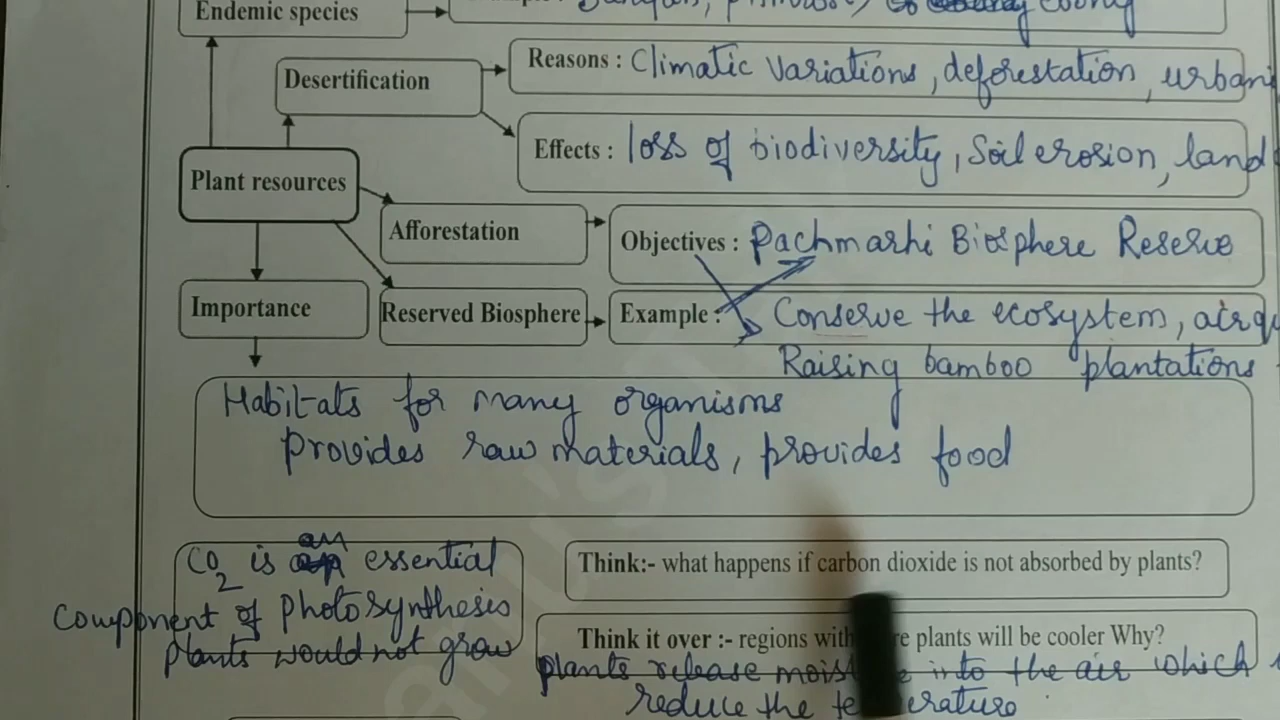 Endemic species
Desertification
Reasons : Climatic variations, deforestation, urbani
Effects : loss of biodiversity, Soil erosion, land
Plant resources
Afforestation
Objectives : Pachmarhi Biosphere Reserve
Importance
Reserved Biosphere
Example : Conserve the ecosystem, air
Raising bamboo plantations
Habitats for many organisms
provides raw materials, provides food
CO2 is an essential
component of photosynthesis
plants would not grow
Think:- what happens if carbon dioxide is not absorbed by plants?
Think it over :- regions with plants will be cooler Why?
plants release into the air which
reduce the